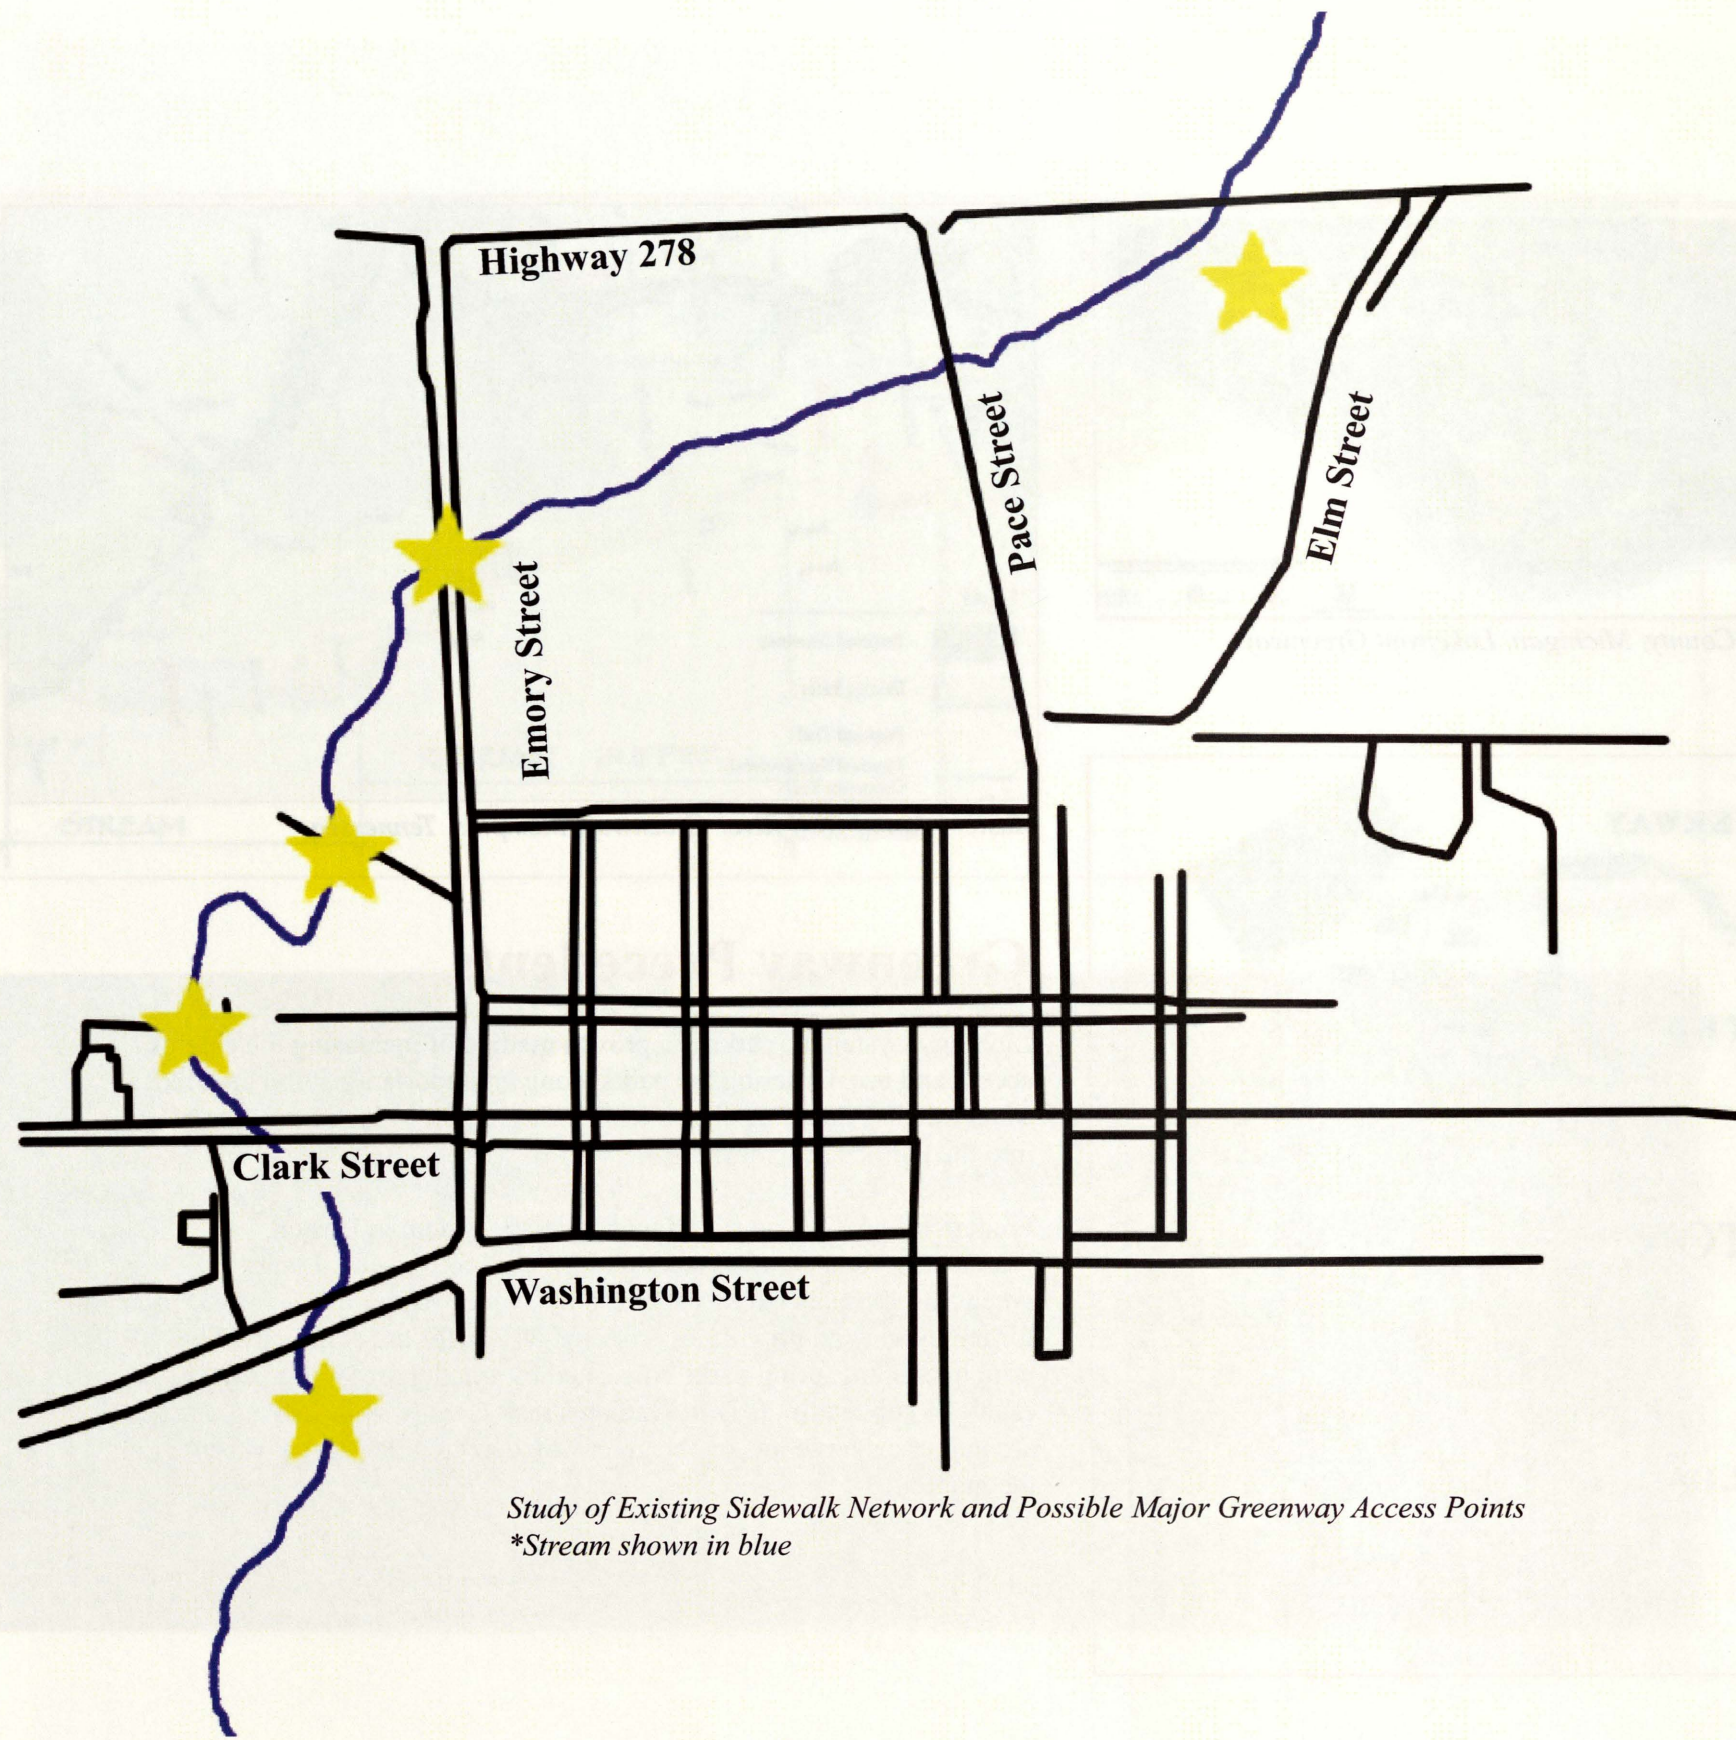 Highway 278
Pace Street
Elm Street
Emory Street
Clark Street
Washington Street
Study of Existing Sidewalk Network and Possible Major Greenway Access Points
*Stream shown in blue